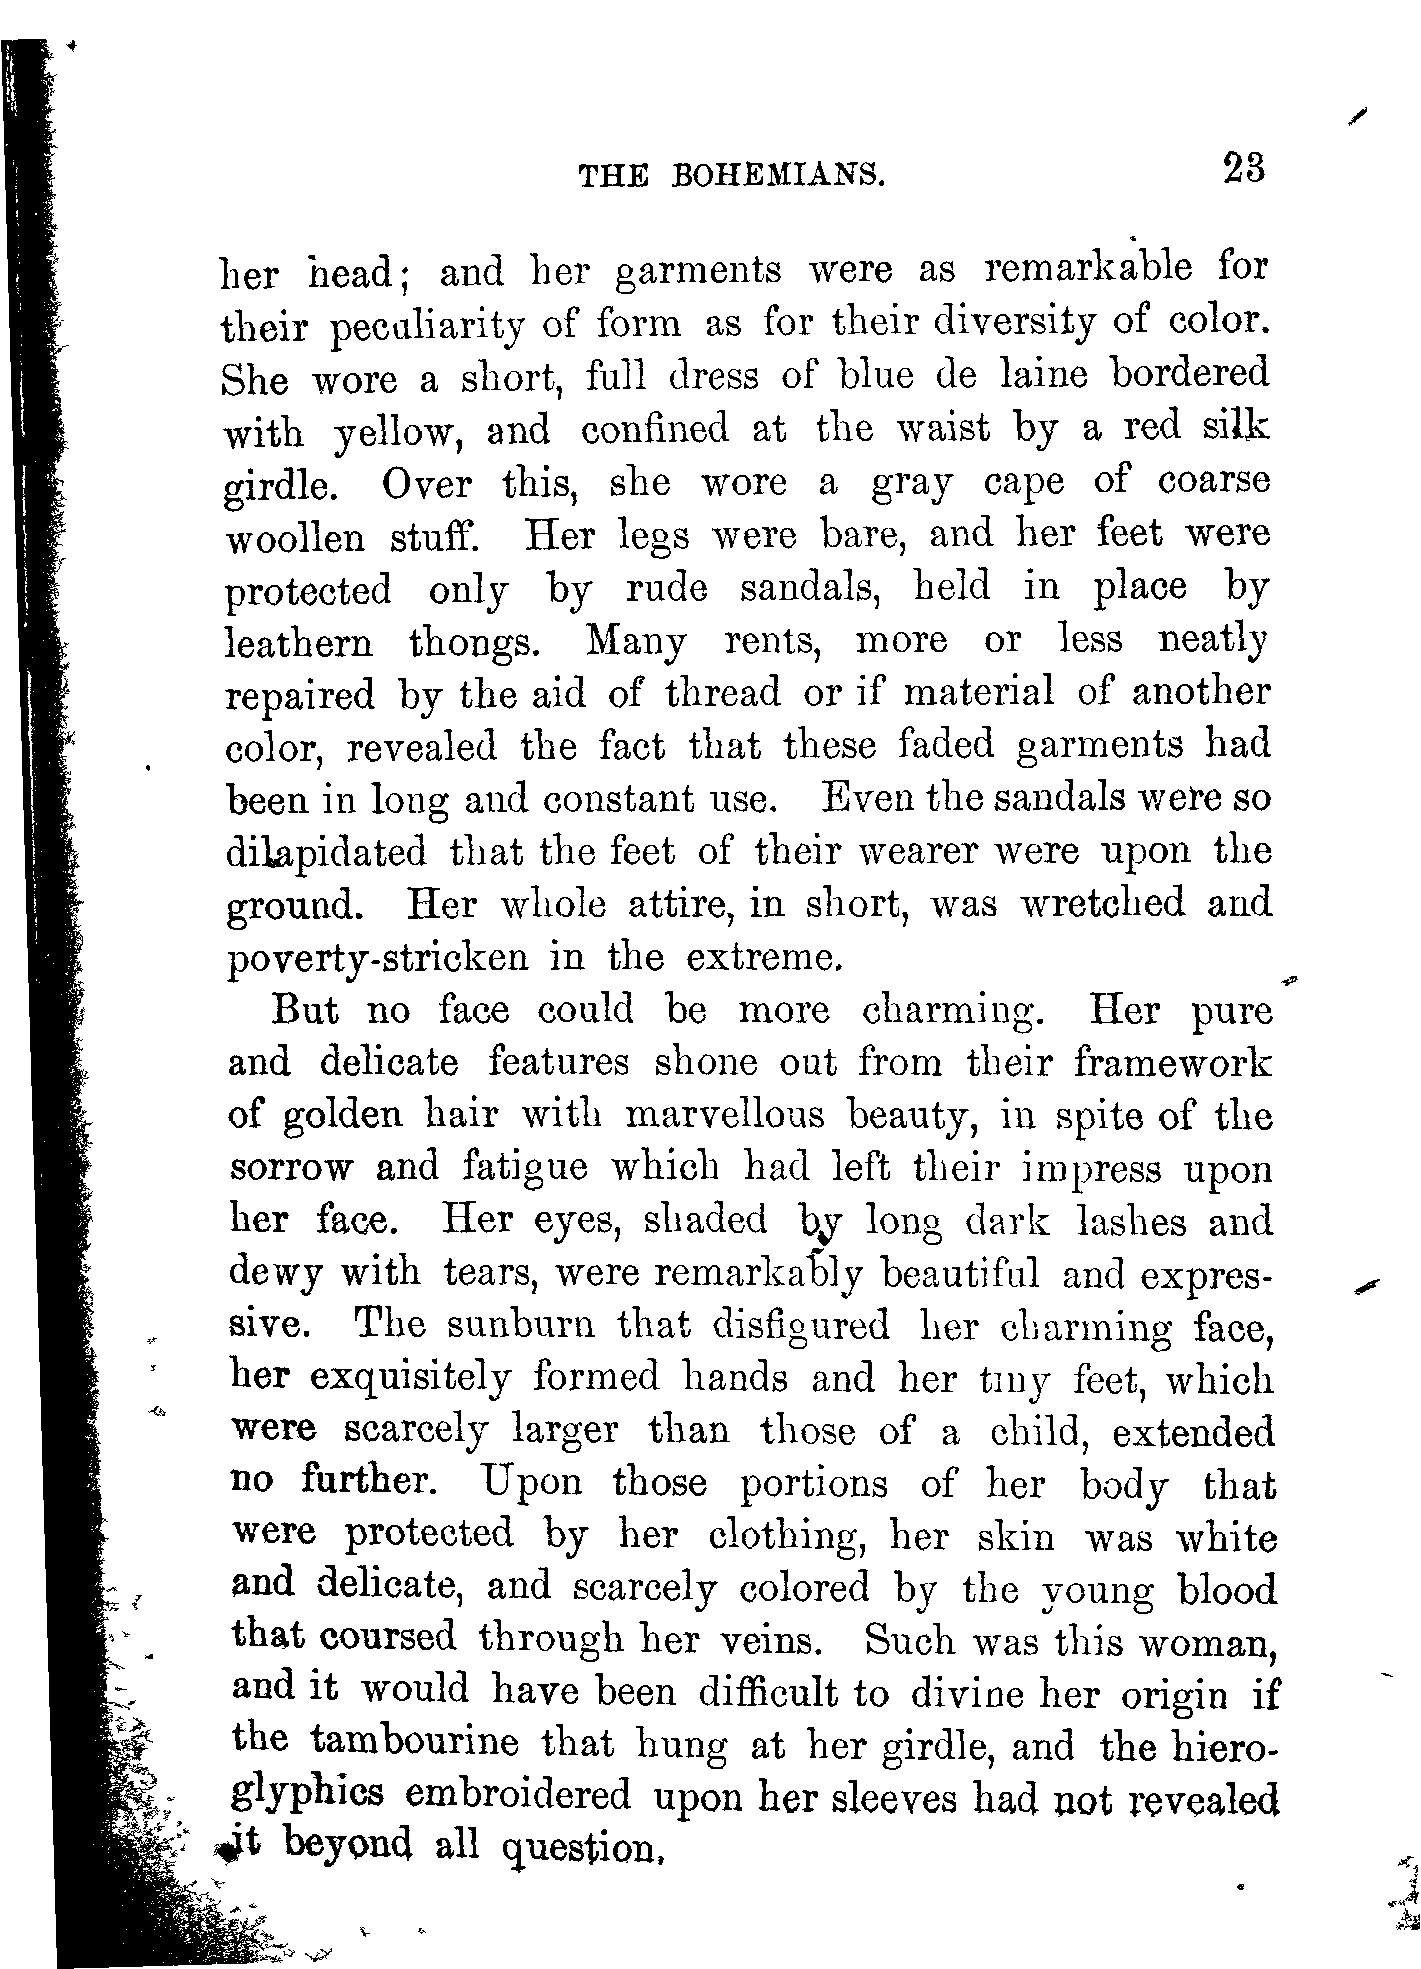 THE BOHEMIANS. 23
her head; and her garments were as remarkable for
their peculiarity of form as for their diversity of color.
She wore a short, full dress of blue de laine bordered
with yellow, and confined at the waist by a red silk
girdle. Over this, she wore a gray cape of coarse
woollen stuff. Her legs were bare, and her feet were
protected only by rude sandals, held in place by
leathern thongs. Many rents, more or less neatly
repaired by the aid of thread or if material of another
color, revealed the fact that these faded garments had
been in long and constant use. Even the sandals were so
dilapidated that the feet of their wearer were upon the
ground. Her whole attire, in short, was wretched and
poverty-stricken in the extreme.
But no face could be more charming. Her pure
and delicate features shone out from their framework
of golden hair with marvellous beauty, in spite of the
sorrow and fatigue which had left their impress upon
her face. Her eyes, shaded by long dark lashes and
dewy with tears, were remarkably beautiful and expres-
sive. The sunburn that disfigured her charming face,
her exquisitely formed hands and her tiny feet, which
were scarcely larger than those of a child, extended
no further. Upon those portions of her body that
were protected by her clothing, her skin was white
and delicate, and scarcely colored by the young blood
that coursed through her veins. Such was this woman,
and it would have been difficult to divine her origin if
the tambourine that hung at her girdle, and the hiero-
glyphics embroidered upon her sleeves had not revealed
it beyond all question.